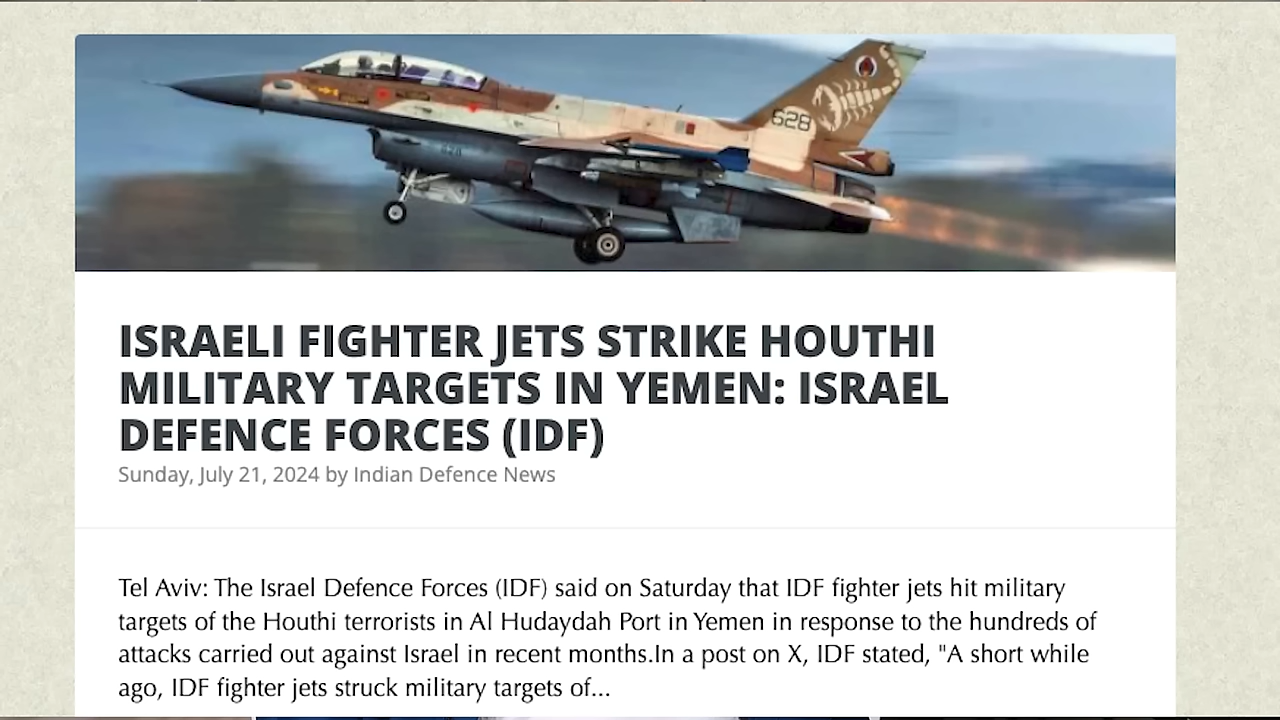 628
ISRAELI FIGHTER JETS STRIKE HOUTHI
MILITARY TARGETS IN YEMEN: ISRAEL
DEFENCE FORCES (IDF)
Sunday, July 21, 2024 by Indian Defence News
Tel Aviv: The Israel Defence Forces (IDF) said on Saturday that IDF fighter jets hit military
targets of the Houthi terrorists in Al Hudaydah Port in Yemen in response to the hundreds of
attacks carried out against Israel in recent months.In a post on X, IDF stated, "A short while
ago, IDF fighter jets struck military targets of...